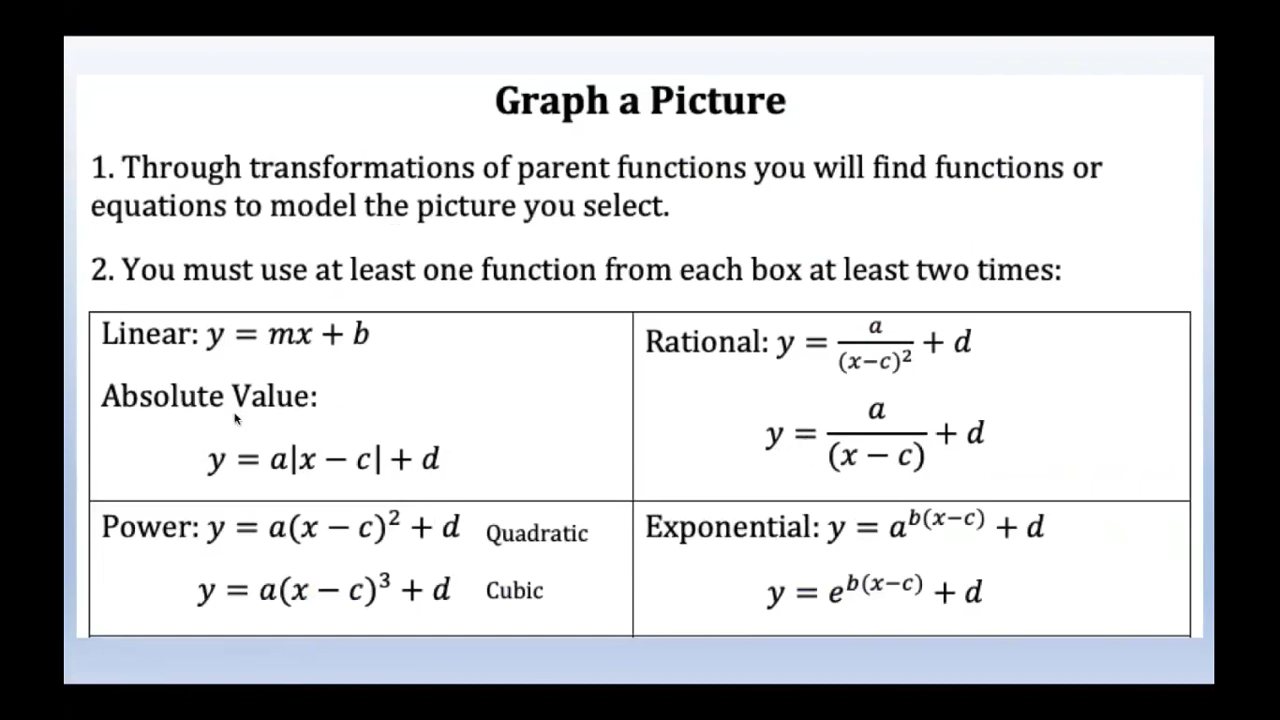 Graph a Picture
1. Through transformations of parent functions you will find functions or
equations to model the picture you select.
2. You must use at least one function from each box at least two times:
Linear: y = mx + b
Absolute Value:
y = a|x − c| + d
Rational: y = a/(x−c)² + d
y = a/(x − c) + d
Power: y = a(x − c)² + d Quadratic
y = a(x − c)³ + d Cubic
Exponential: y = a^{b(x−c)} + d
y = e^{b(x−c)} + d